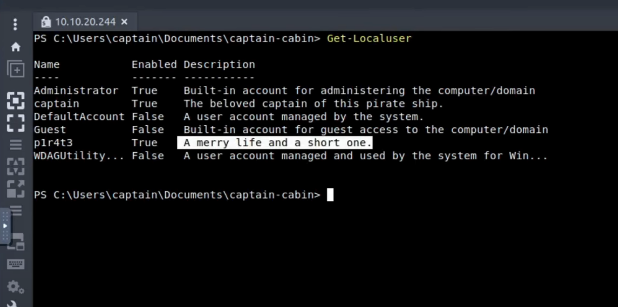 10.10.20.244 ×
PS C:\Users\captain\Documents\captain-cabin> Get-Localuser
Name Enabled Description
---- ------- -----------
Administrator True Built-in account for administering the computer/domain
captain True The beloved captain of this pirate ship.
DefaultAccount False A user account managed by the system.
Guest False Built-in account for guest access to the computer/domain
p1r4t3 True A merry life and a short one.
WDAGUtility... False A user account managed and used by the system for Win...
PS C:\Users\captain\Documents\captain-cabin>